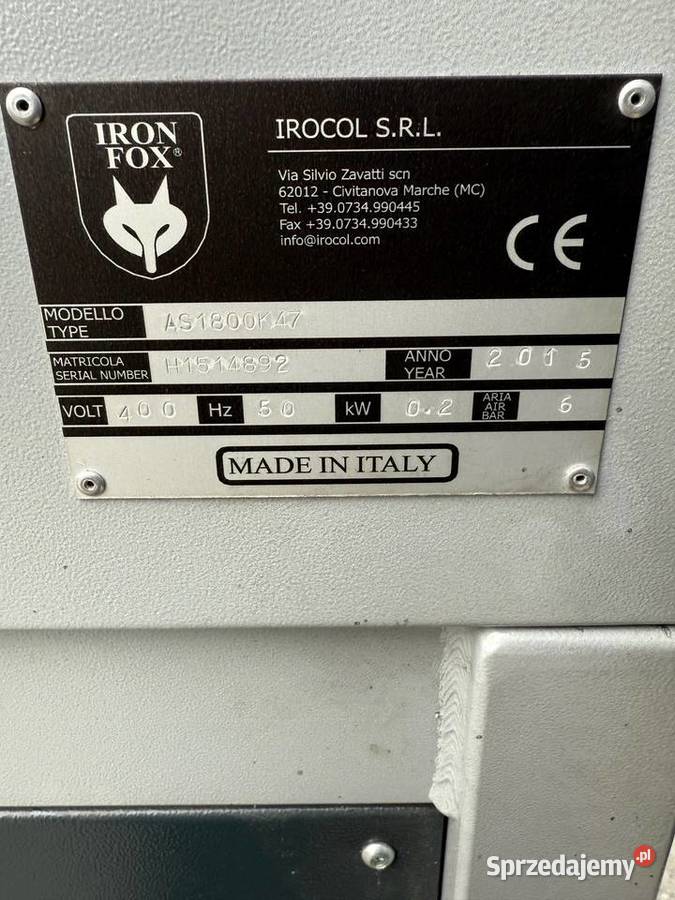 IRON
FOX®
IROCOL S.R.L.
Via Silvio Zavatti scn
62012 - Civitanova Marche (MC)
Tel. +39.0734.990445
Fax +39.0734.990433
info@irocol.com
CE
MODELLO
TYPE
AS1800K47
MATRICOLA
SERIAL NUMBER
H1514892
ANNO
YEAR
2015
VOLT 400 Hz 50 kW 0.2
ARIA
AIR
BAR
6
MADE IN ITALY
Sprzedajemy.pl